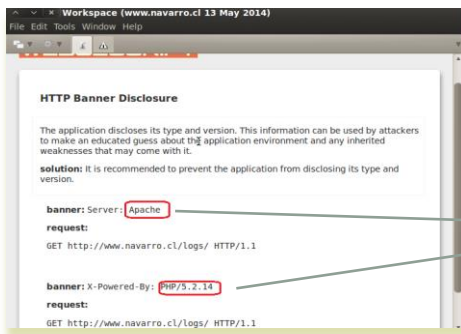 Workspace (www.navarro.cl 13 May 2014)
File Edit Tools Window Help
HTTP Banner Disclosure
The application discloses its type and version. This information can be used by attackers
to make an educated guess about the application environment and any inherited
weaknesses that may come with it.
solution: It is recommended to prevent the application from disclosing its type and
version.
banner: Server: Apache
request:
GET http://www.navarro.cl/logs/ HTTP/1.1
banner: X-Powered-By: PHP/5.2.14
request:
GET http://www.navarro.cl/logs/ HTTP/1.1